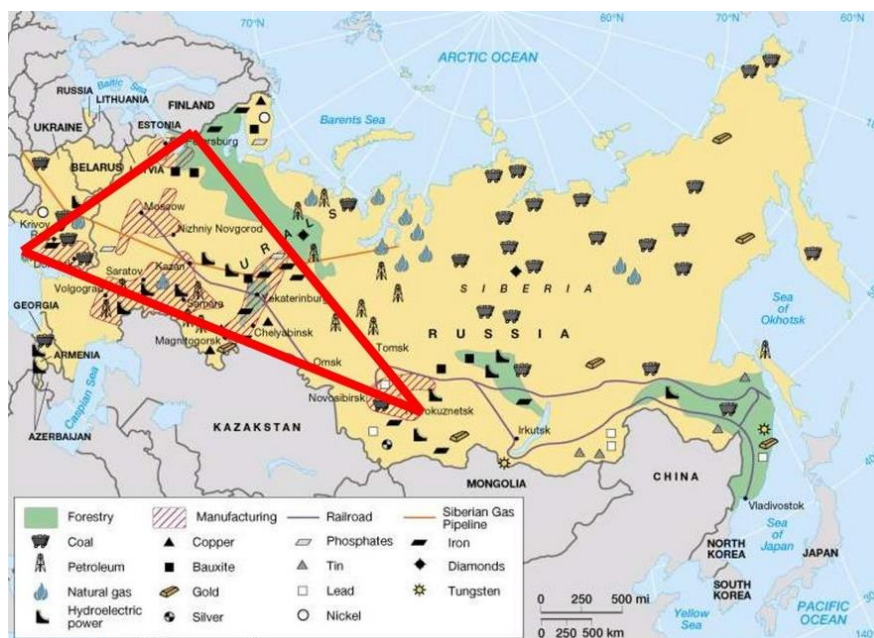 70°
70°
60°
60°
ARCTIC OCEAN
Baltic Sea
RUSSIA
LITHUANIA
FINLAND
Barents Sea
ESTONIA
UKRAINE
BELARUS
Moscow
Nizhniy Novgorod
Krivoy
URALS
Kazan
Saratov
Volgograd
Samara
Yekaterinburg
SIBERIA
GEORGIA
Chelyabinsk
RUSSIA
Sea of
Okhotsk
Magnitogorsk
Omsk
Tomsk
ARMENIA
Caspian Sea
Novosibirsk
okuznetsk
KAZAKSTAN
Irkutsk
AZERBAIJAN
MONGOLIA
CHINA
Vladivostok
Sea of
Japan
NORTH
KOREA
JAPAN
SOUTH
KOREA
Yellow
Sea
PACIFIC
OCEAN
140°
Forestry
Manufacturing
Railroad
Siberian Gas
Pipeline
Coal
Copper
Phosphates
Iron
Petroleum
Bauxite
Tin
Diamonds
Natural gas
Gold
Lead
Tungsten
Hydroelectric
power
Silver
Nickel
0 250 500 mi
0 250 500 km